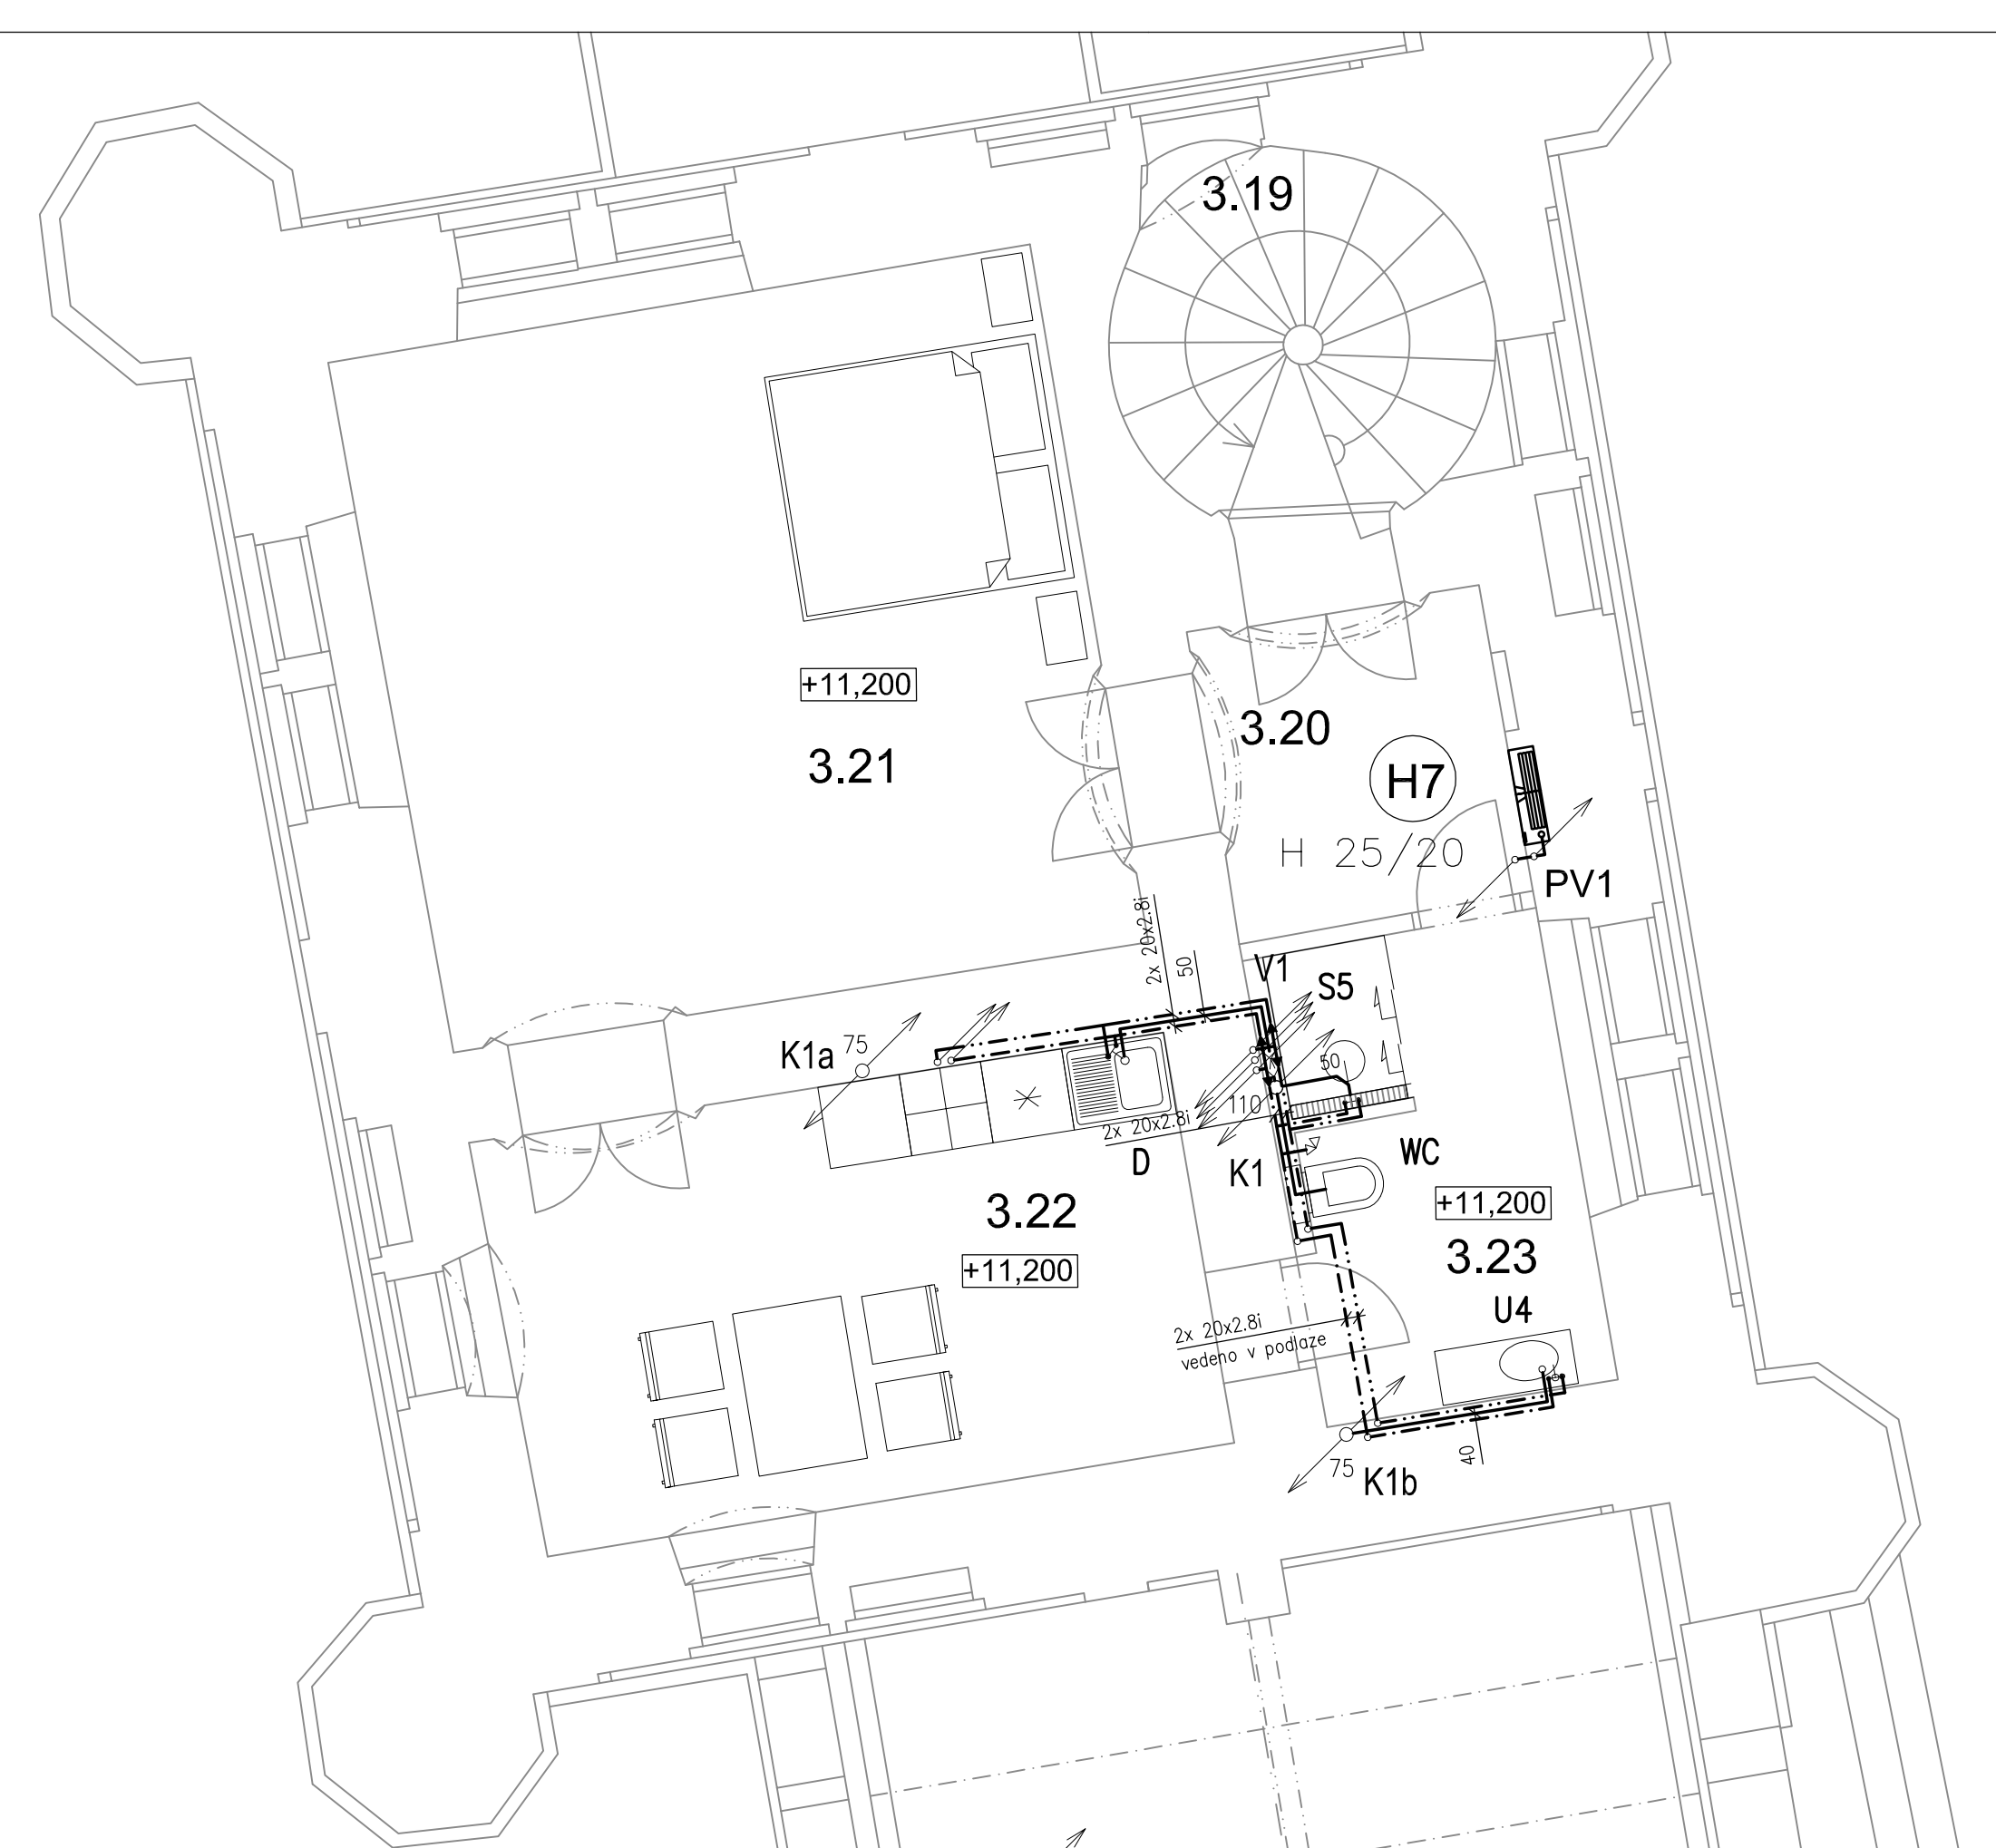 3.19
+11,200
3.21
3.20
H7
H 25/20
PV1
2x 20x2.8i
50
V1
S5
K1a
75
50
110
2x 20x2.8i
D
K1
WC
+11,200
3.22
3.23
+11,200
U4
2x 20x2.8i
vedeno v podlaze
40
75
K1b